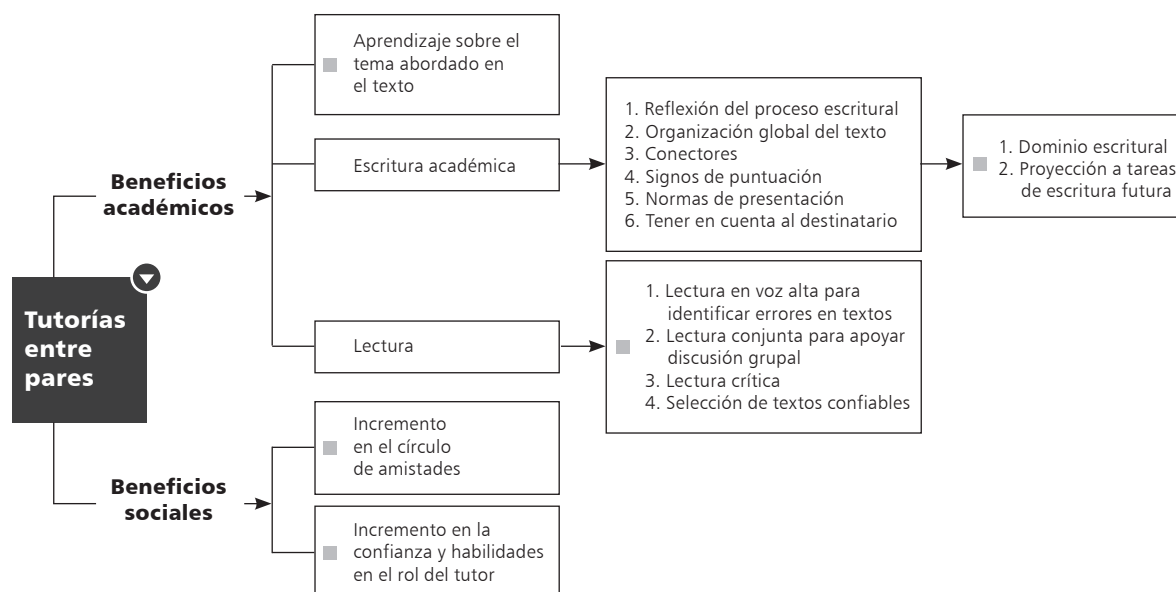 Tutorías
entre
pares
Beneficios
académicos
Aprendizaje sobre el
tema abordado en
el texto
Escritura académica
1. Reflexión del proceso escritural
2. Organización global del texto
3. Conectores
4. Signos de puntuación
5. Normas de presentación
6. Tener en cuenta al destinatario
1. Dominio escritural
2. Proyección a tareas
de escritura futura
Lectura
1. Lectura en voz alta para
identificar errores en textos
2. Lectura conjunta para apoyar
discusión grupal
3. Lectura crítica
4. Selección de textos confiables
Beneficios
sociales
Incremento
en el círculo
de amistades
Incremento en la
confianza y habilidades
en el rol del tutor